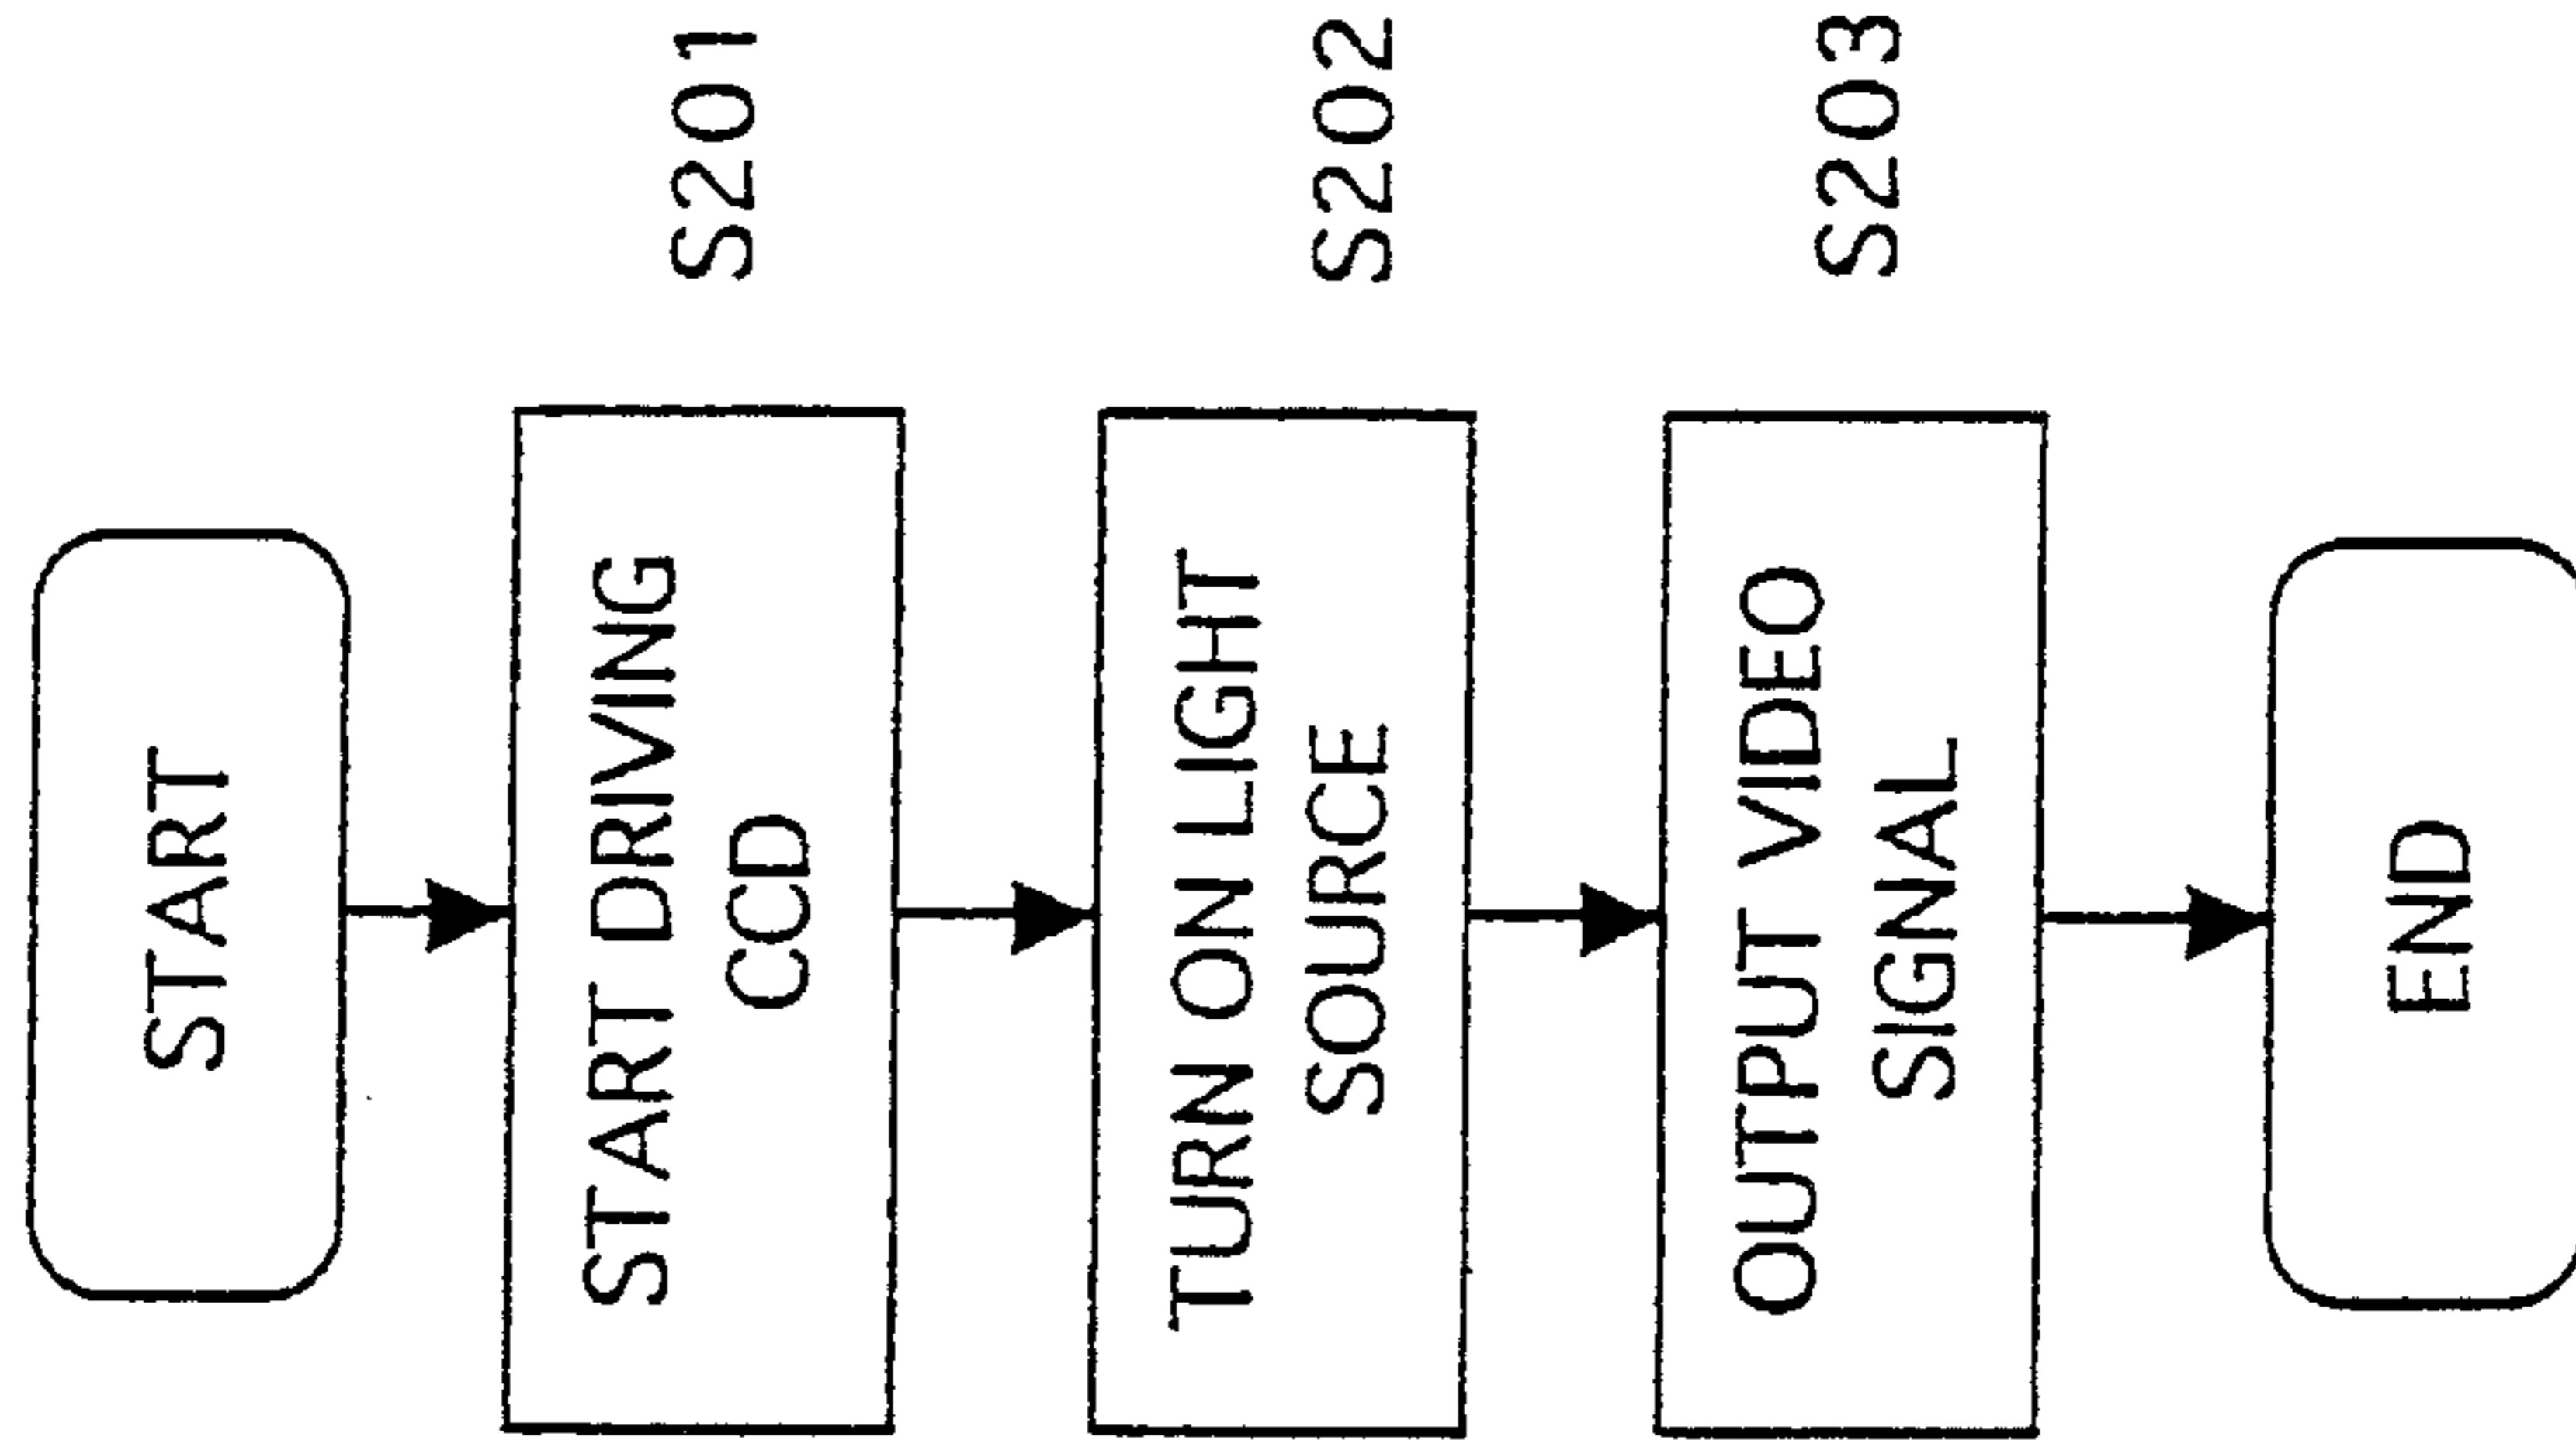 START
START DRIVING
CCD
S201
TURN ON LIGHT
SOURCE
S202
OUTPUT VIDEO
SIGNAL
S203
END